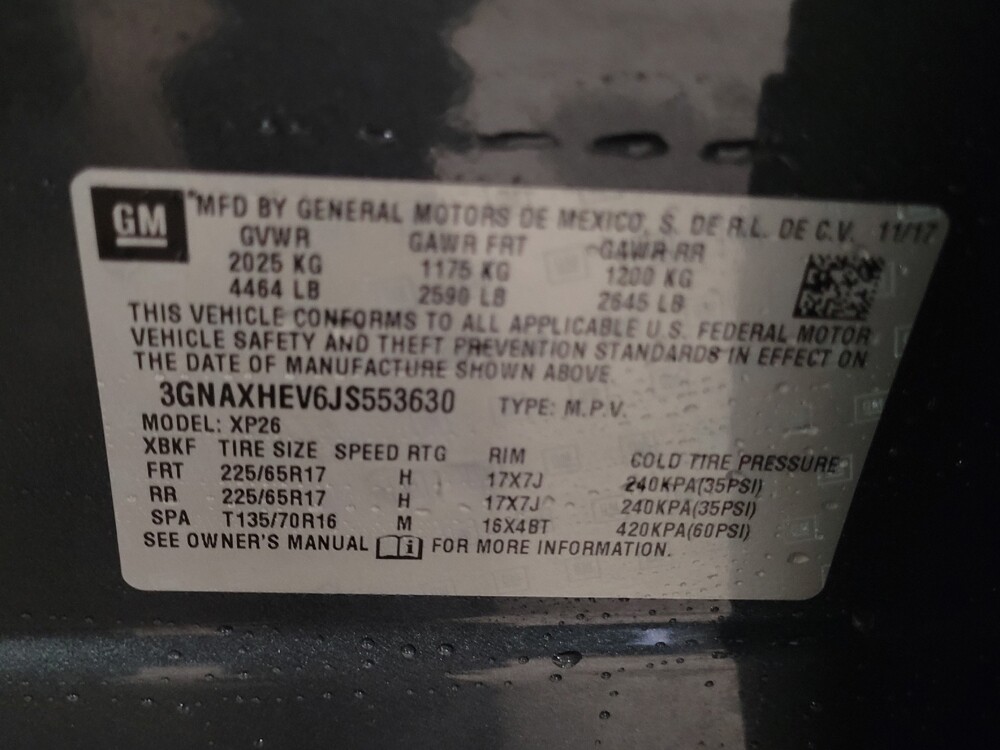 GM
MFD BY GENERAL MOTORS DE MEXICO, S. DE R.L. DE C.V. 11/17
GVWR GAWR FRT GAWR RR
2025 KG 1175 KG 1200 KG
4464 LB 2590 LB 2645 LB
THIS VEHICLE CONFORMS TO ALL APPLICABLE U.S. FEDERAL MOTOR
VEHICLE SAFETY AND THEFT PREVENTION STANDARDS IN EFFECT ON
THE DATE OF MANUFACTURE SHOWN ABOVE.
3GNAXHEV6JS553630 TYPE: M.P.V.
MODEL: XP26
XBKF TIRE SIZE SPEED RTG RIM COLD TIRE PRESSURE
FRT 225/65R17 H 17X7J 240KPA(35PSI)
RR 225/65R17 H 17X7J 240KPA(35PSI)
SPA T135/70R16 M 16X4BT 420KPA(60PSI)
SEE OWNER'S MANUAL i FOR MORE INFORMATION.